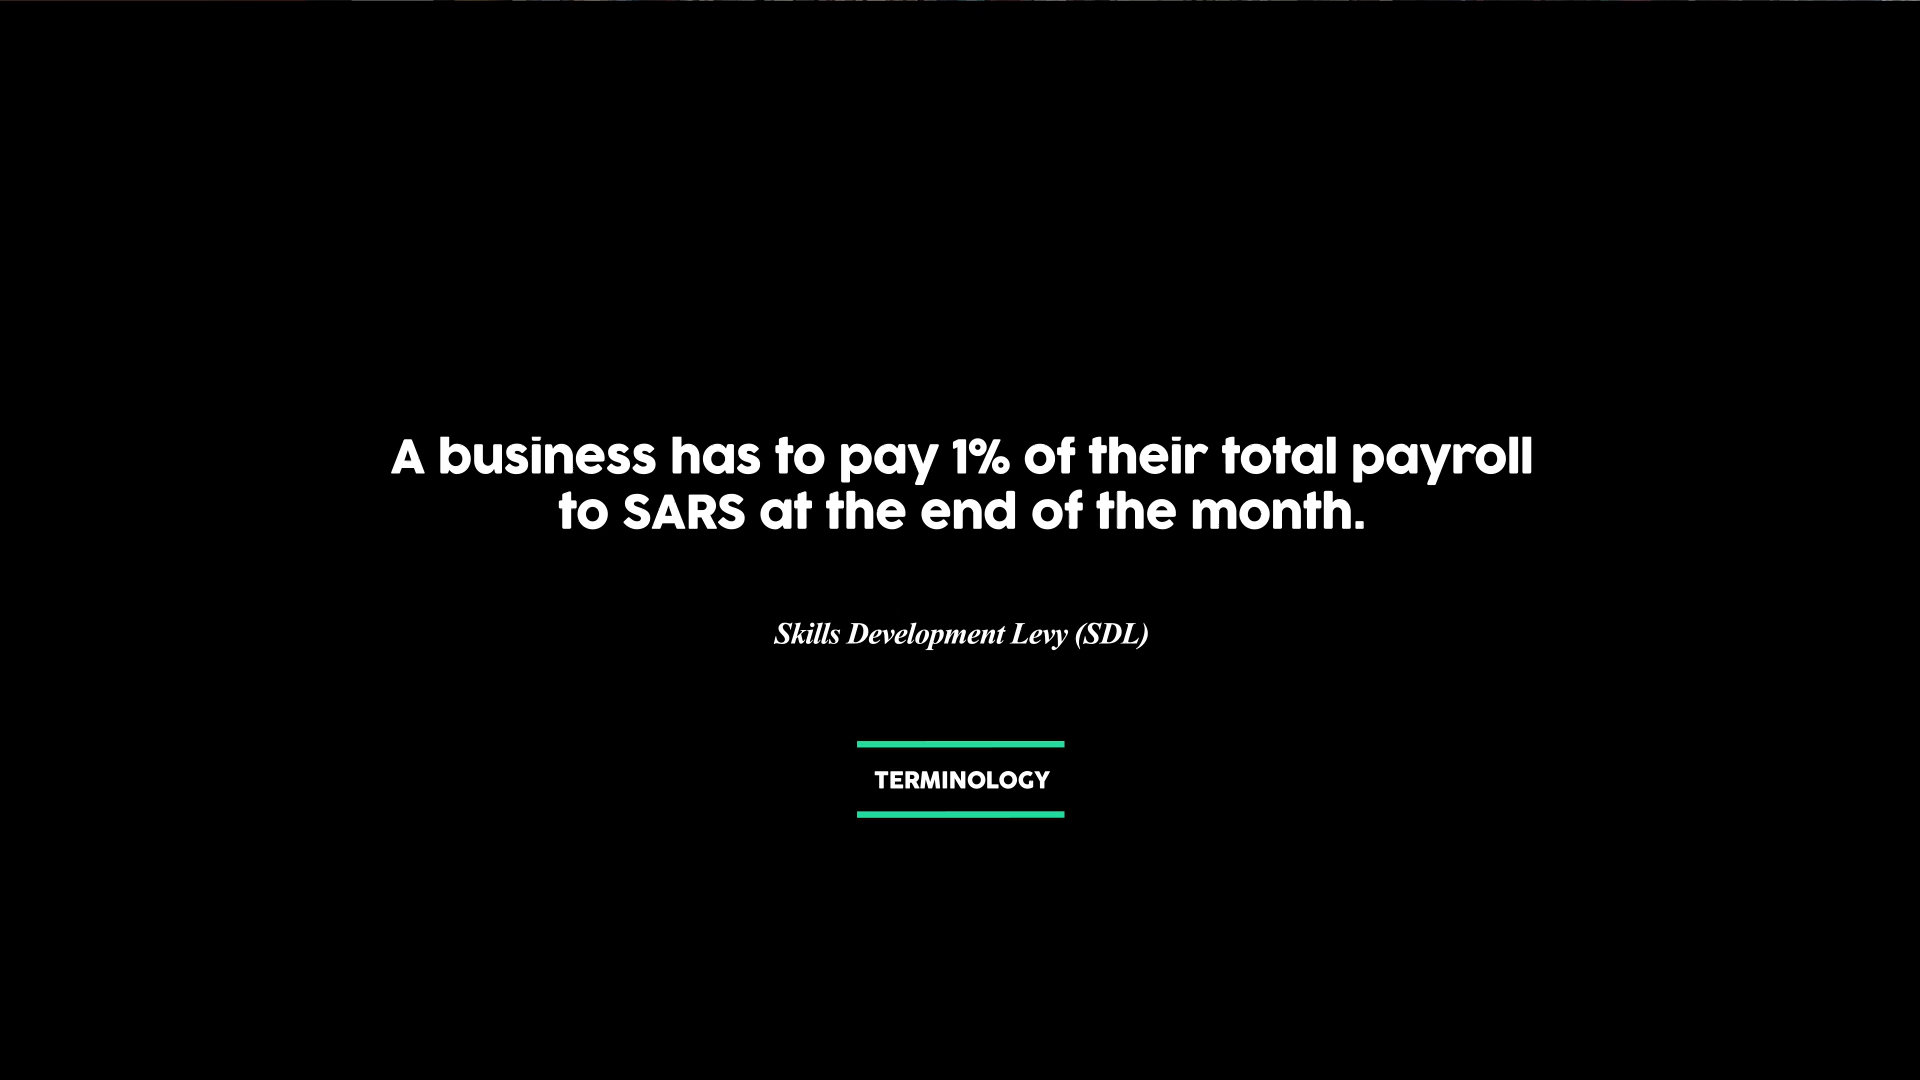 A business has to pay 1% of their total payroll
to SARS at the end of the month.
Skills Development Levy (SDL)
TERMINOLOGY